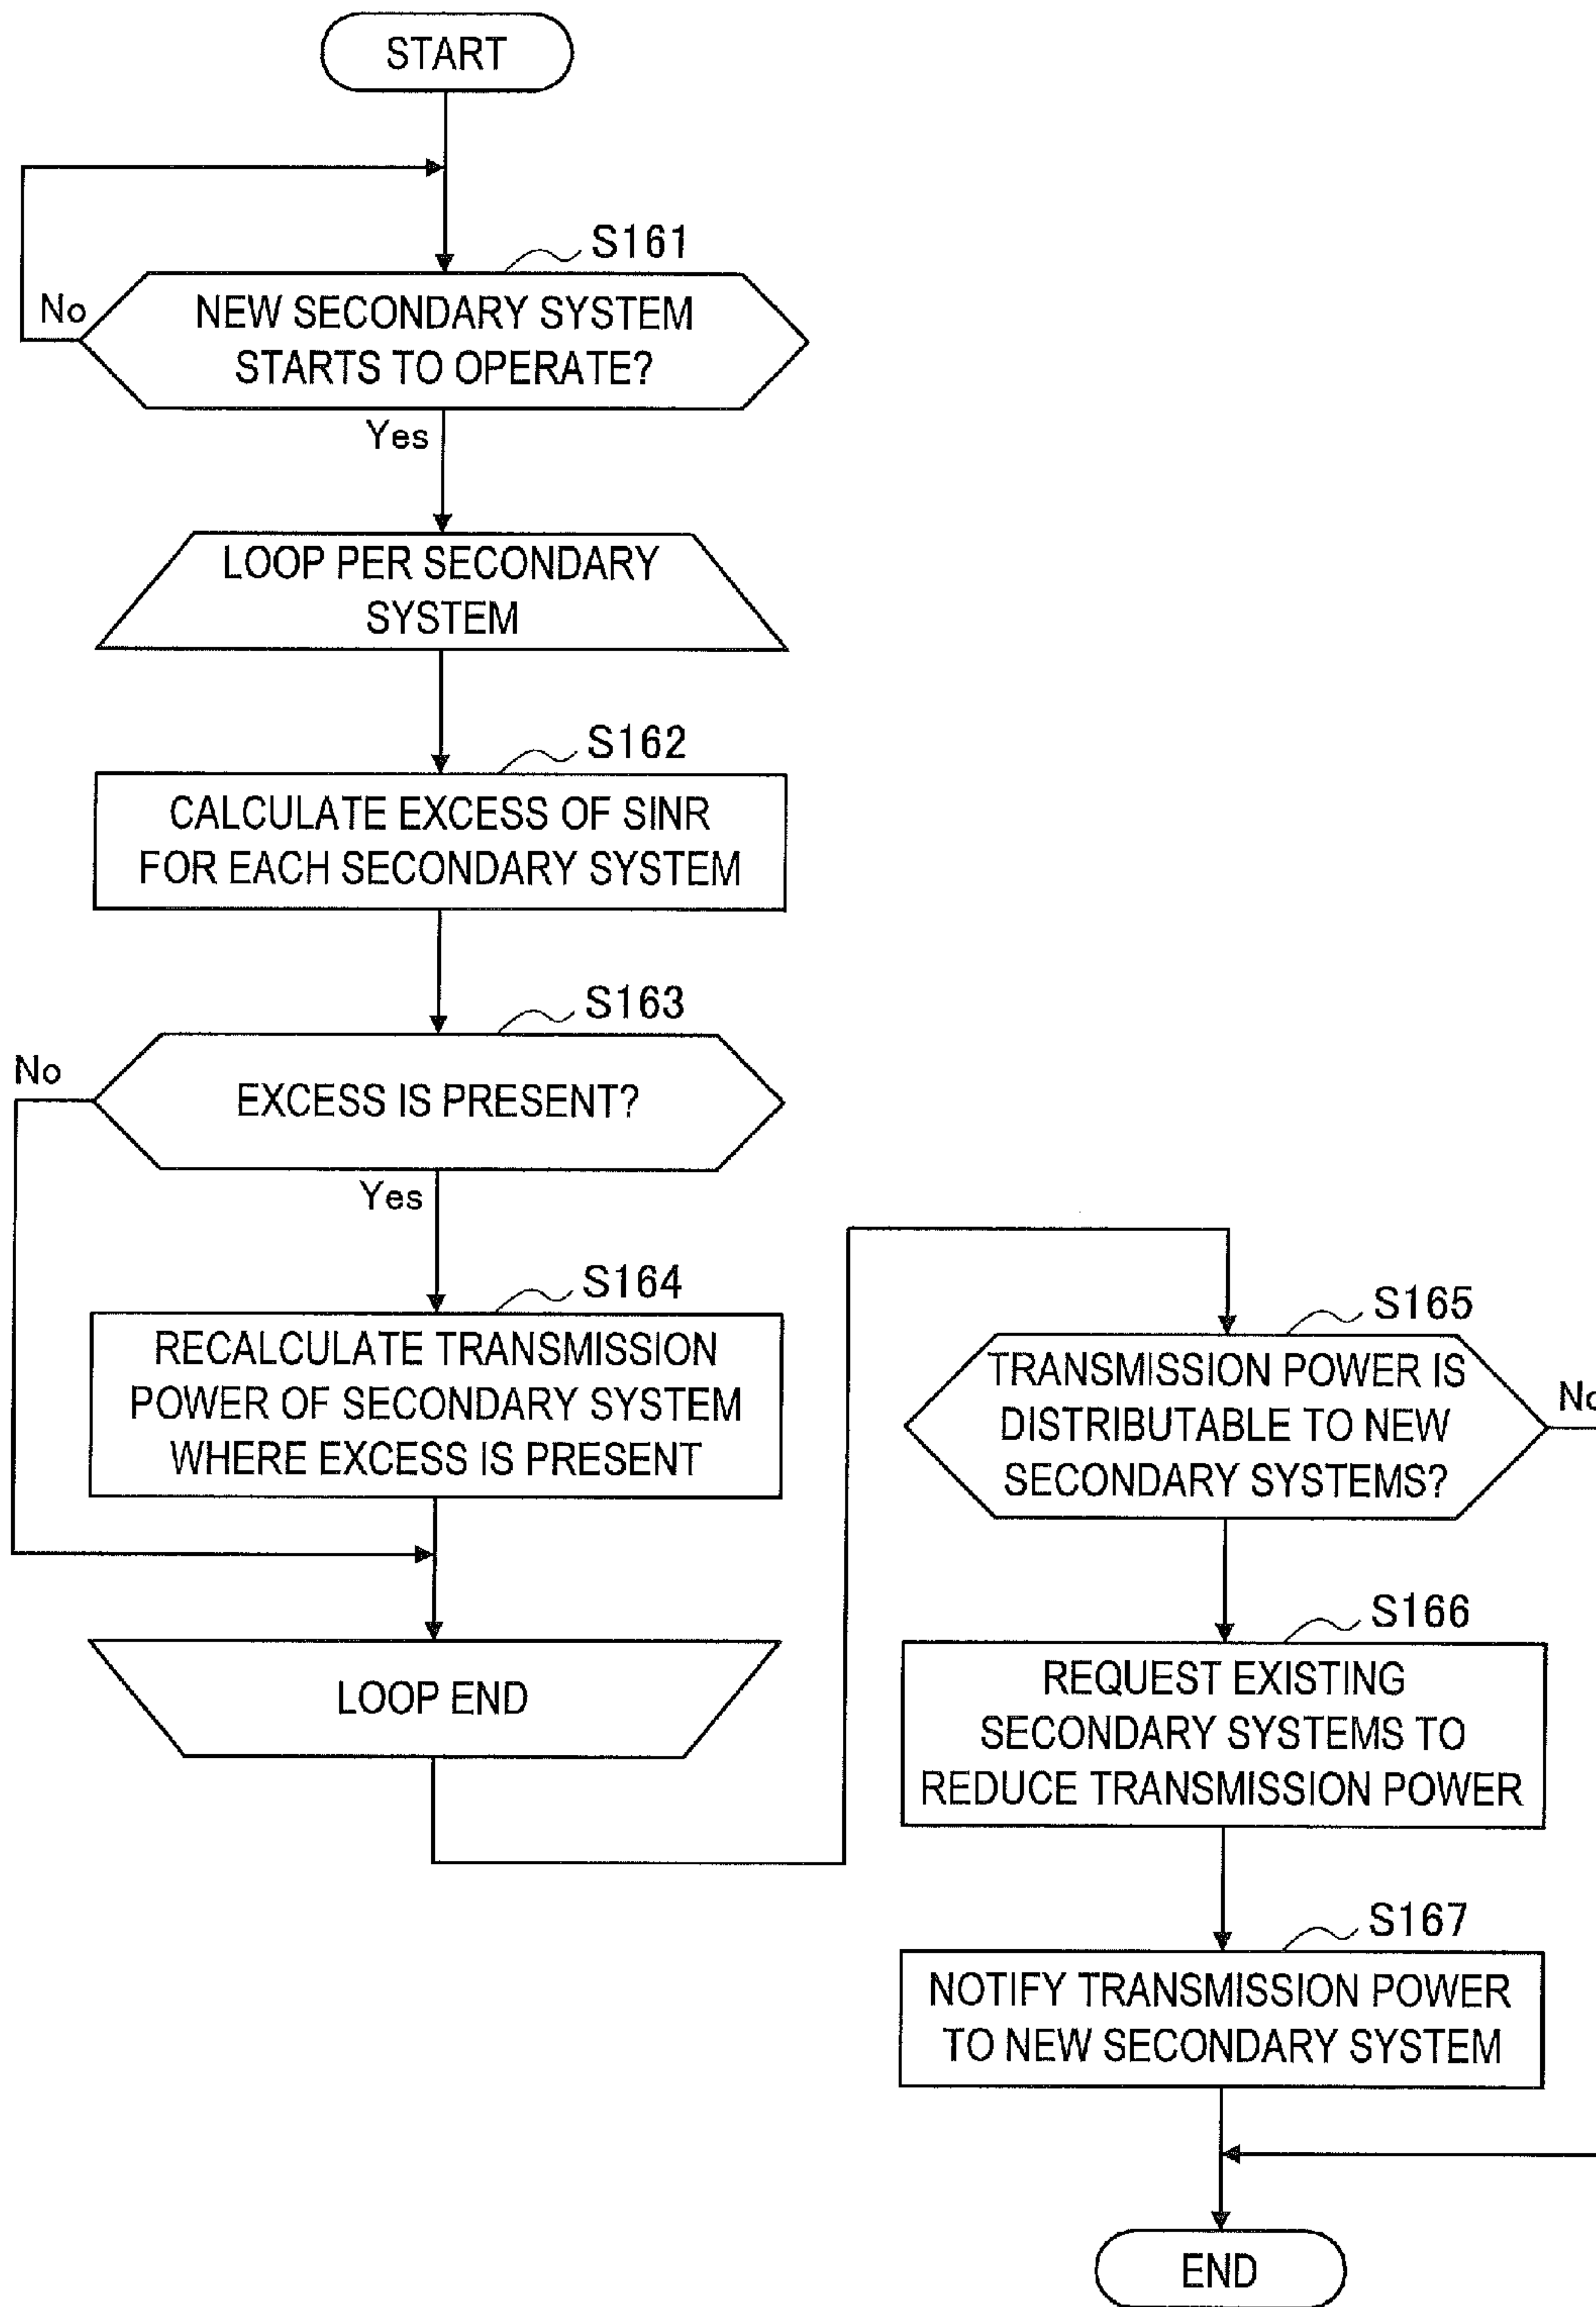 START
S161
No
NEW SECONDARY SYSTEM
STARTS TO OPERATE?
Yes
LOOP PER SECONDARY
SYSTEM
S162
CALCULATE EXCESS OF SINR
FOR EACH SECONDARY SYSTEM
S163
No
EXCESS IS PRESENT?
Yes
S164
RECALCULATE TRANSMISSION
POWER OF SECONDARY SYSTEM
WHERE EXCESS IS PRESENT
LOOP END
S165
TRANSMISSION POWER IS
DISTRIBUTABLE TO NEW
SECONDARY SYSTEMS?
No
S166
REQUEST EXISTING
SECONDARY SYSTEMS TO
REDUCE TRANSMISSION POWER
S167
NOTIFY TRANSMISSION POWER
TO NEW SECONDARY SYSTEM
END